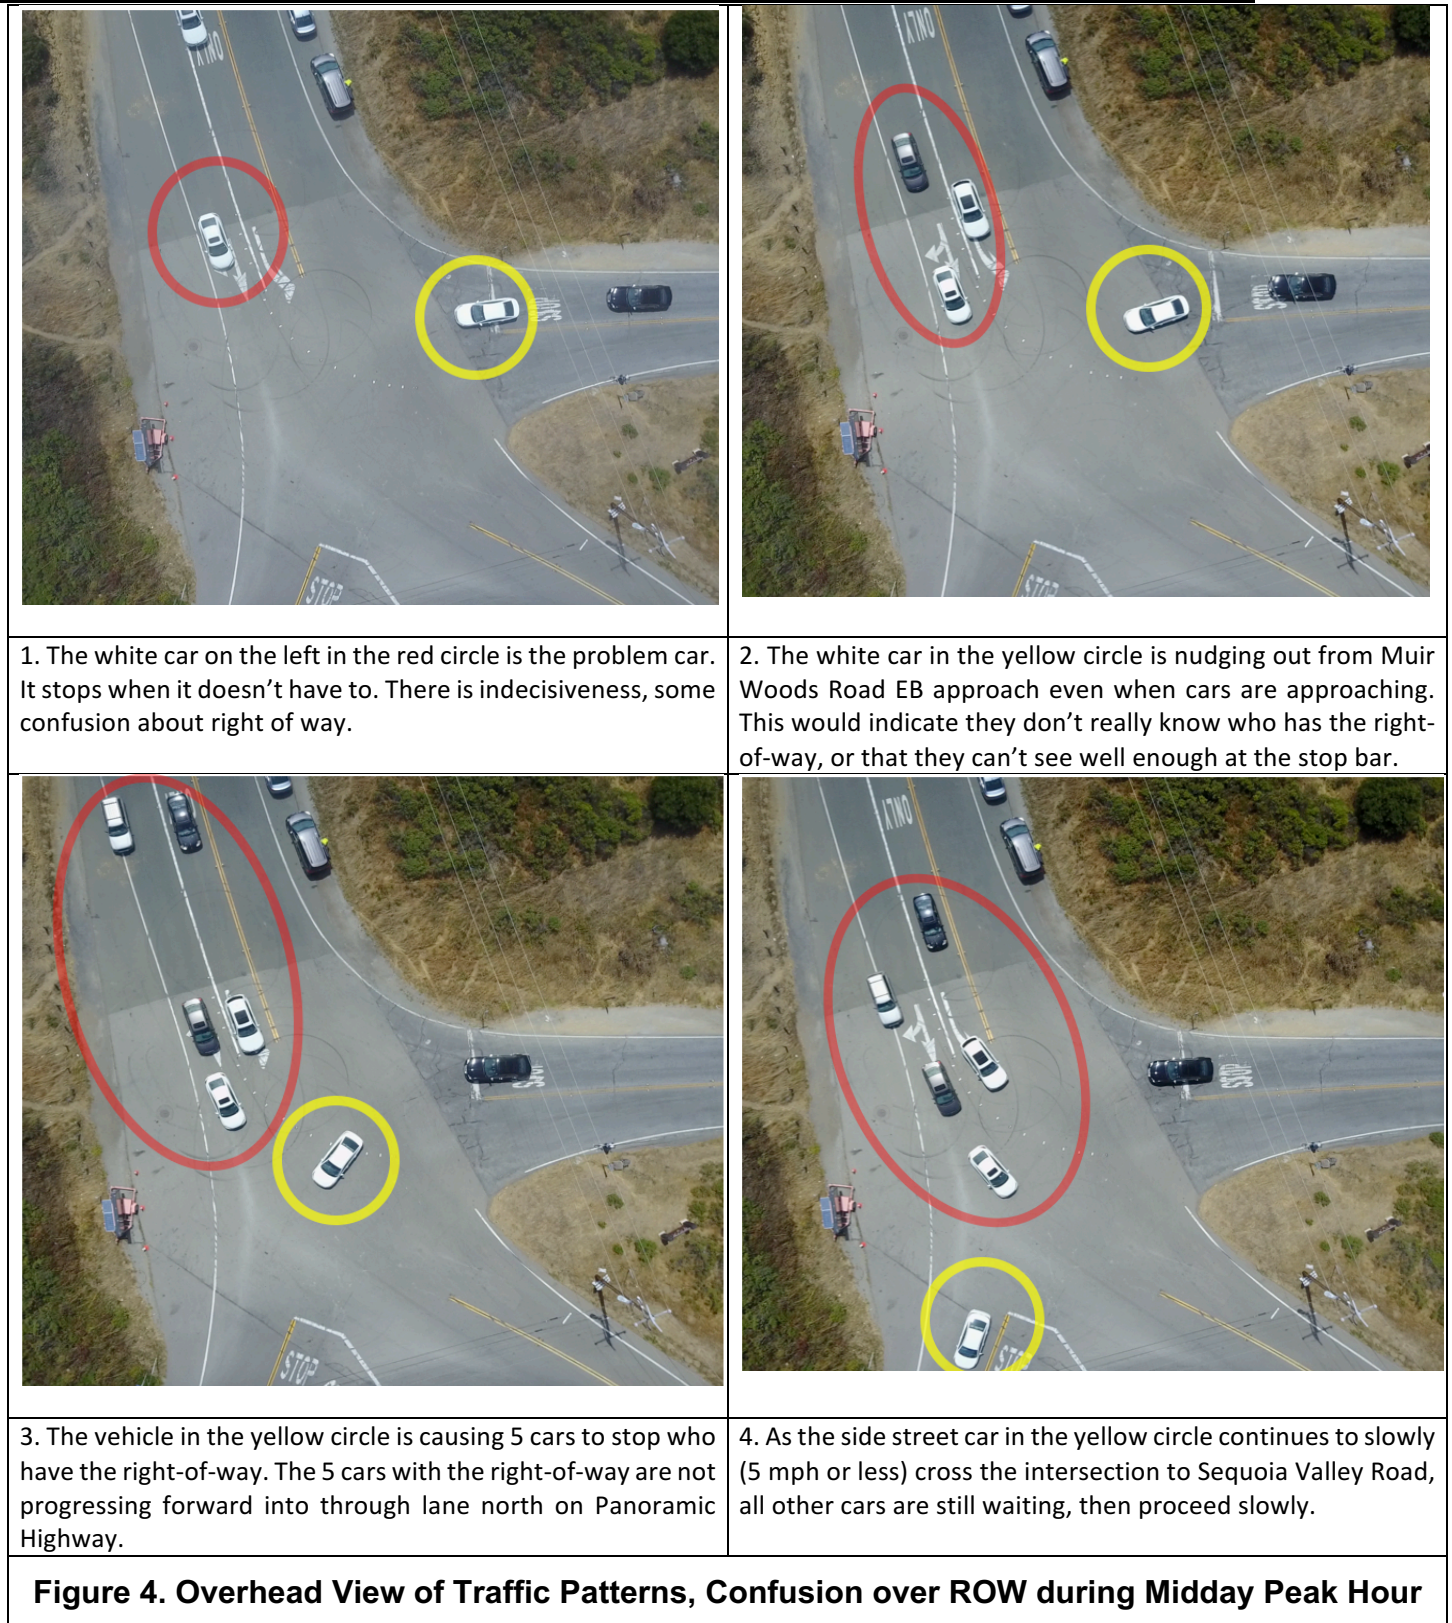 ONLY
STOP
STOP
ONLY
STOP
STOP
1. The white car on the left in the red circle is the problem car.
It stops when it doesn’t have to. There is indecisiveness, some
confusion about right of way.
2. The white car in the yellow circle is nudging out from Muir
Woods Road EB approach even when cars are approaching.
This would indicate they don’t really know who has the right-
of-way, or that they can’t see well enough at the stop bar.
STOP
STOP
ONLY
STOP
STOP
3. The vehicle in the yellow circle is causing 5 cars to stop who
have the right-of-way. The 5 cars with the right-of-way are not
progressing forward into through lane north on Panoramic
Highway.
4. As the side street car in the yellow circle continues to slowly
(5 mph or less) cross the intersection to Sequoia Valley Road,
all other cars are still waiting, then proceed slowly.
Figure 4. Overhead View of Traffic Patterns, Confusion over ROW during Midday Peak Hour